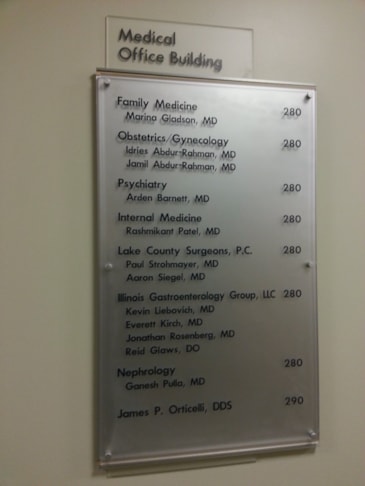 Medical
Office Building
Family Medicine 280
Marina Gladson, MD
Obstetrics/Gynecology 280
Idries Abdur-Rahman, MD
Jamil Abdur-Rahman, MD
Psychiatry 280
Arden Barnett, MD
Internal Medicine 280
Rashmikant Patel, MD
Lake County Surgeons, P.C. 280
Paul Strohmayer, MD
Aaron Siegel, MD
Illinois Gastroenterology Group, LLC 280
Kevin Liebovich, MD
Everett Kirch, MD
Jonathan Rosenberg, MD
Reid Glaws, DO
Nephrology 280
Ganesh Pulla, MD
James P. Orticelli, DDS 290